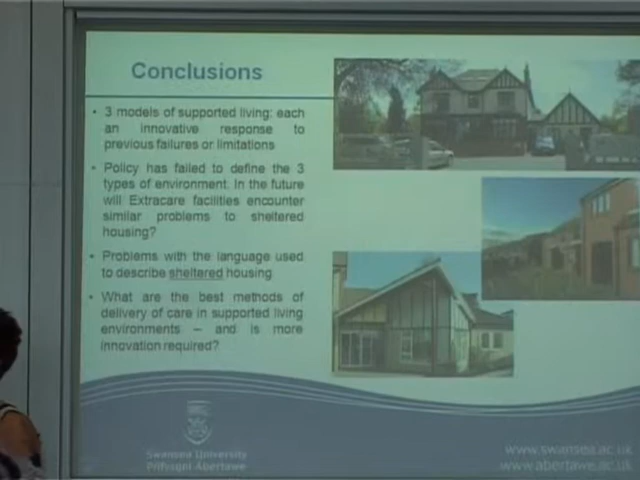 Conclusions
• 3 models of supported living: each
an innovative response to
previous failures or limitations
• Policy has failed to define the 3
types of environment. In the future
will Extracare facilities encounter
similar problems to sheltered
housing?
• Problems with the language used
to describe sheltered housing
• What are the best methods of
delivery of care in supported living
environments – and is more
innovation required?
Swansea University
Prifysgol Abertawe
www.swansea.ac.uk
www.abertawe.ac.uk